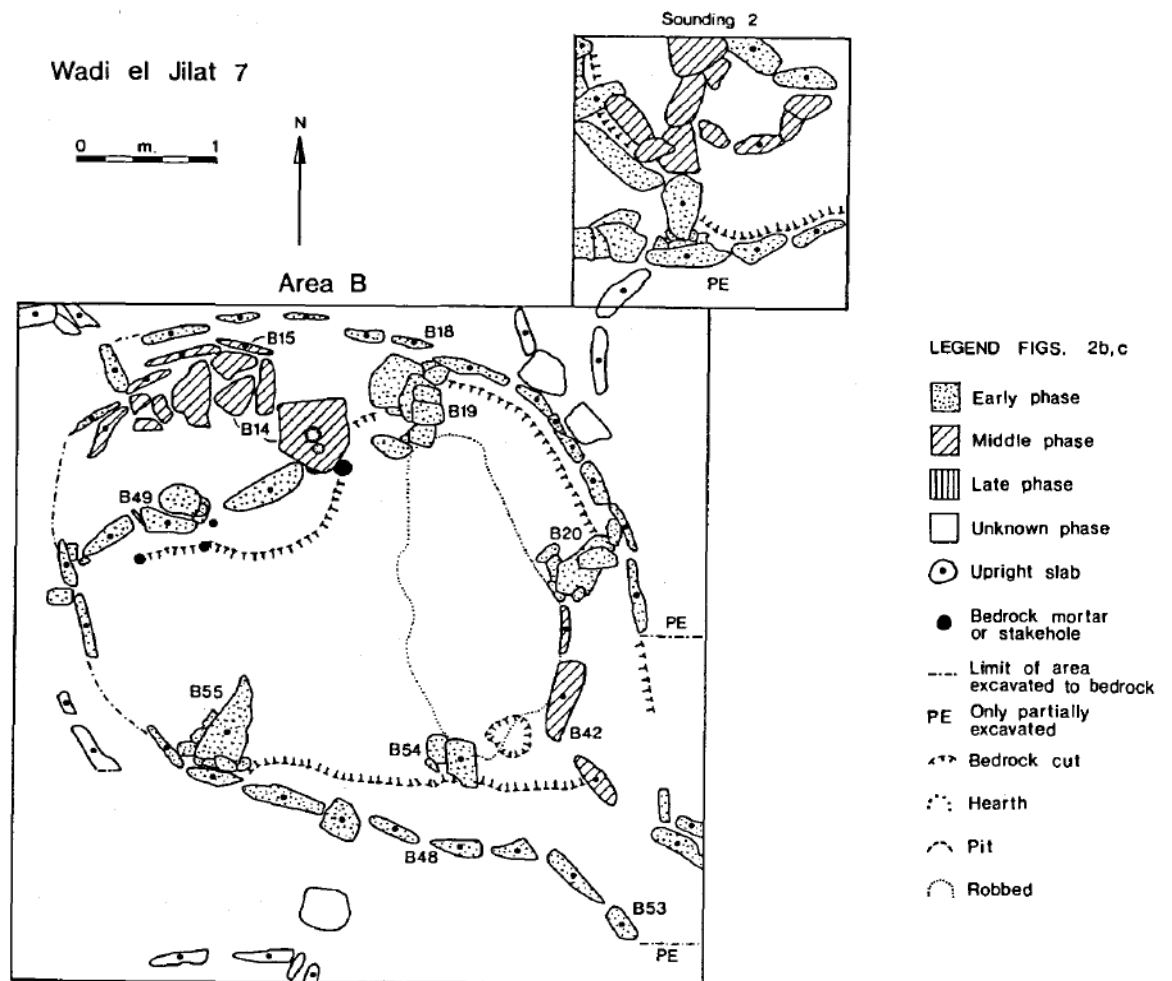 Sounding 2
Wadi el Jilat 7
0 m. 1
N
PE
Area B
B15
B18
B19
B14
B49
B20
PE
B55
B42
B54
B48
B53
PE
LEGEND FIGS. 2b,c
Early phase
Middle phase
Late phase
Unknown phase
Upright slab
Bedrock mortar
or stakehole
Limit of area
excavated to bedrock
PE Only partially
excavated
Bedrock cut
Hearth
Pit
Robbed